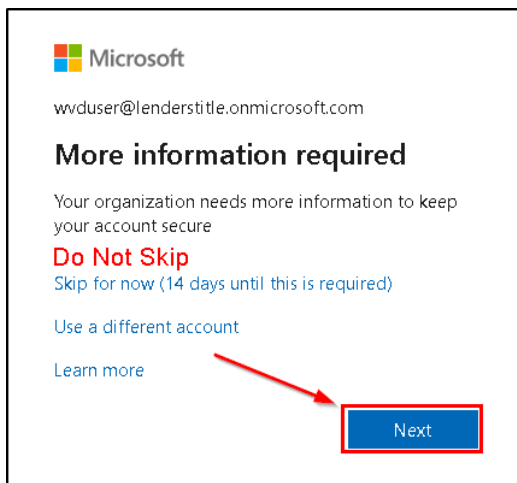 Microsoft
wvduser@lenderstitle.onmicrosoft.com
More information required
Your organization needs more information to keep
your account secure
Do Not Skip
Skip for now (14 days until this is required)
Use a different account
Learn more
Next